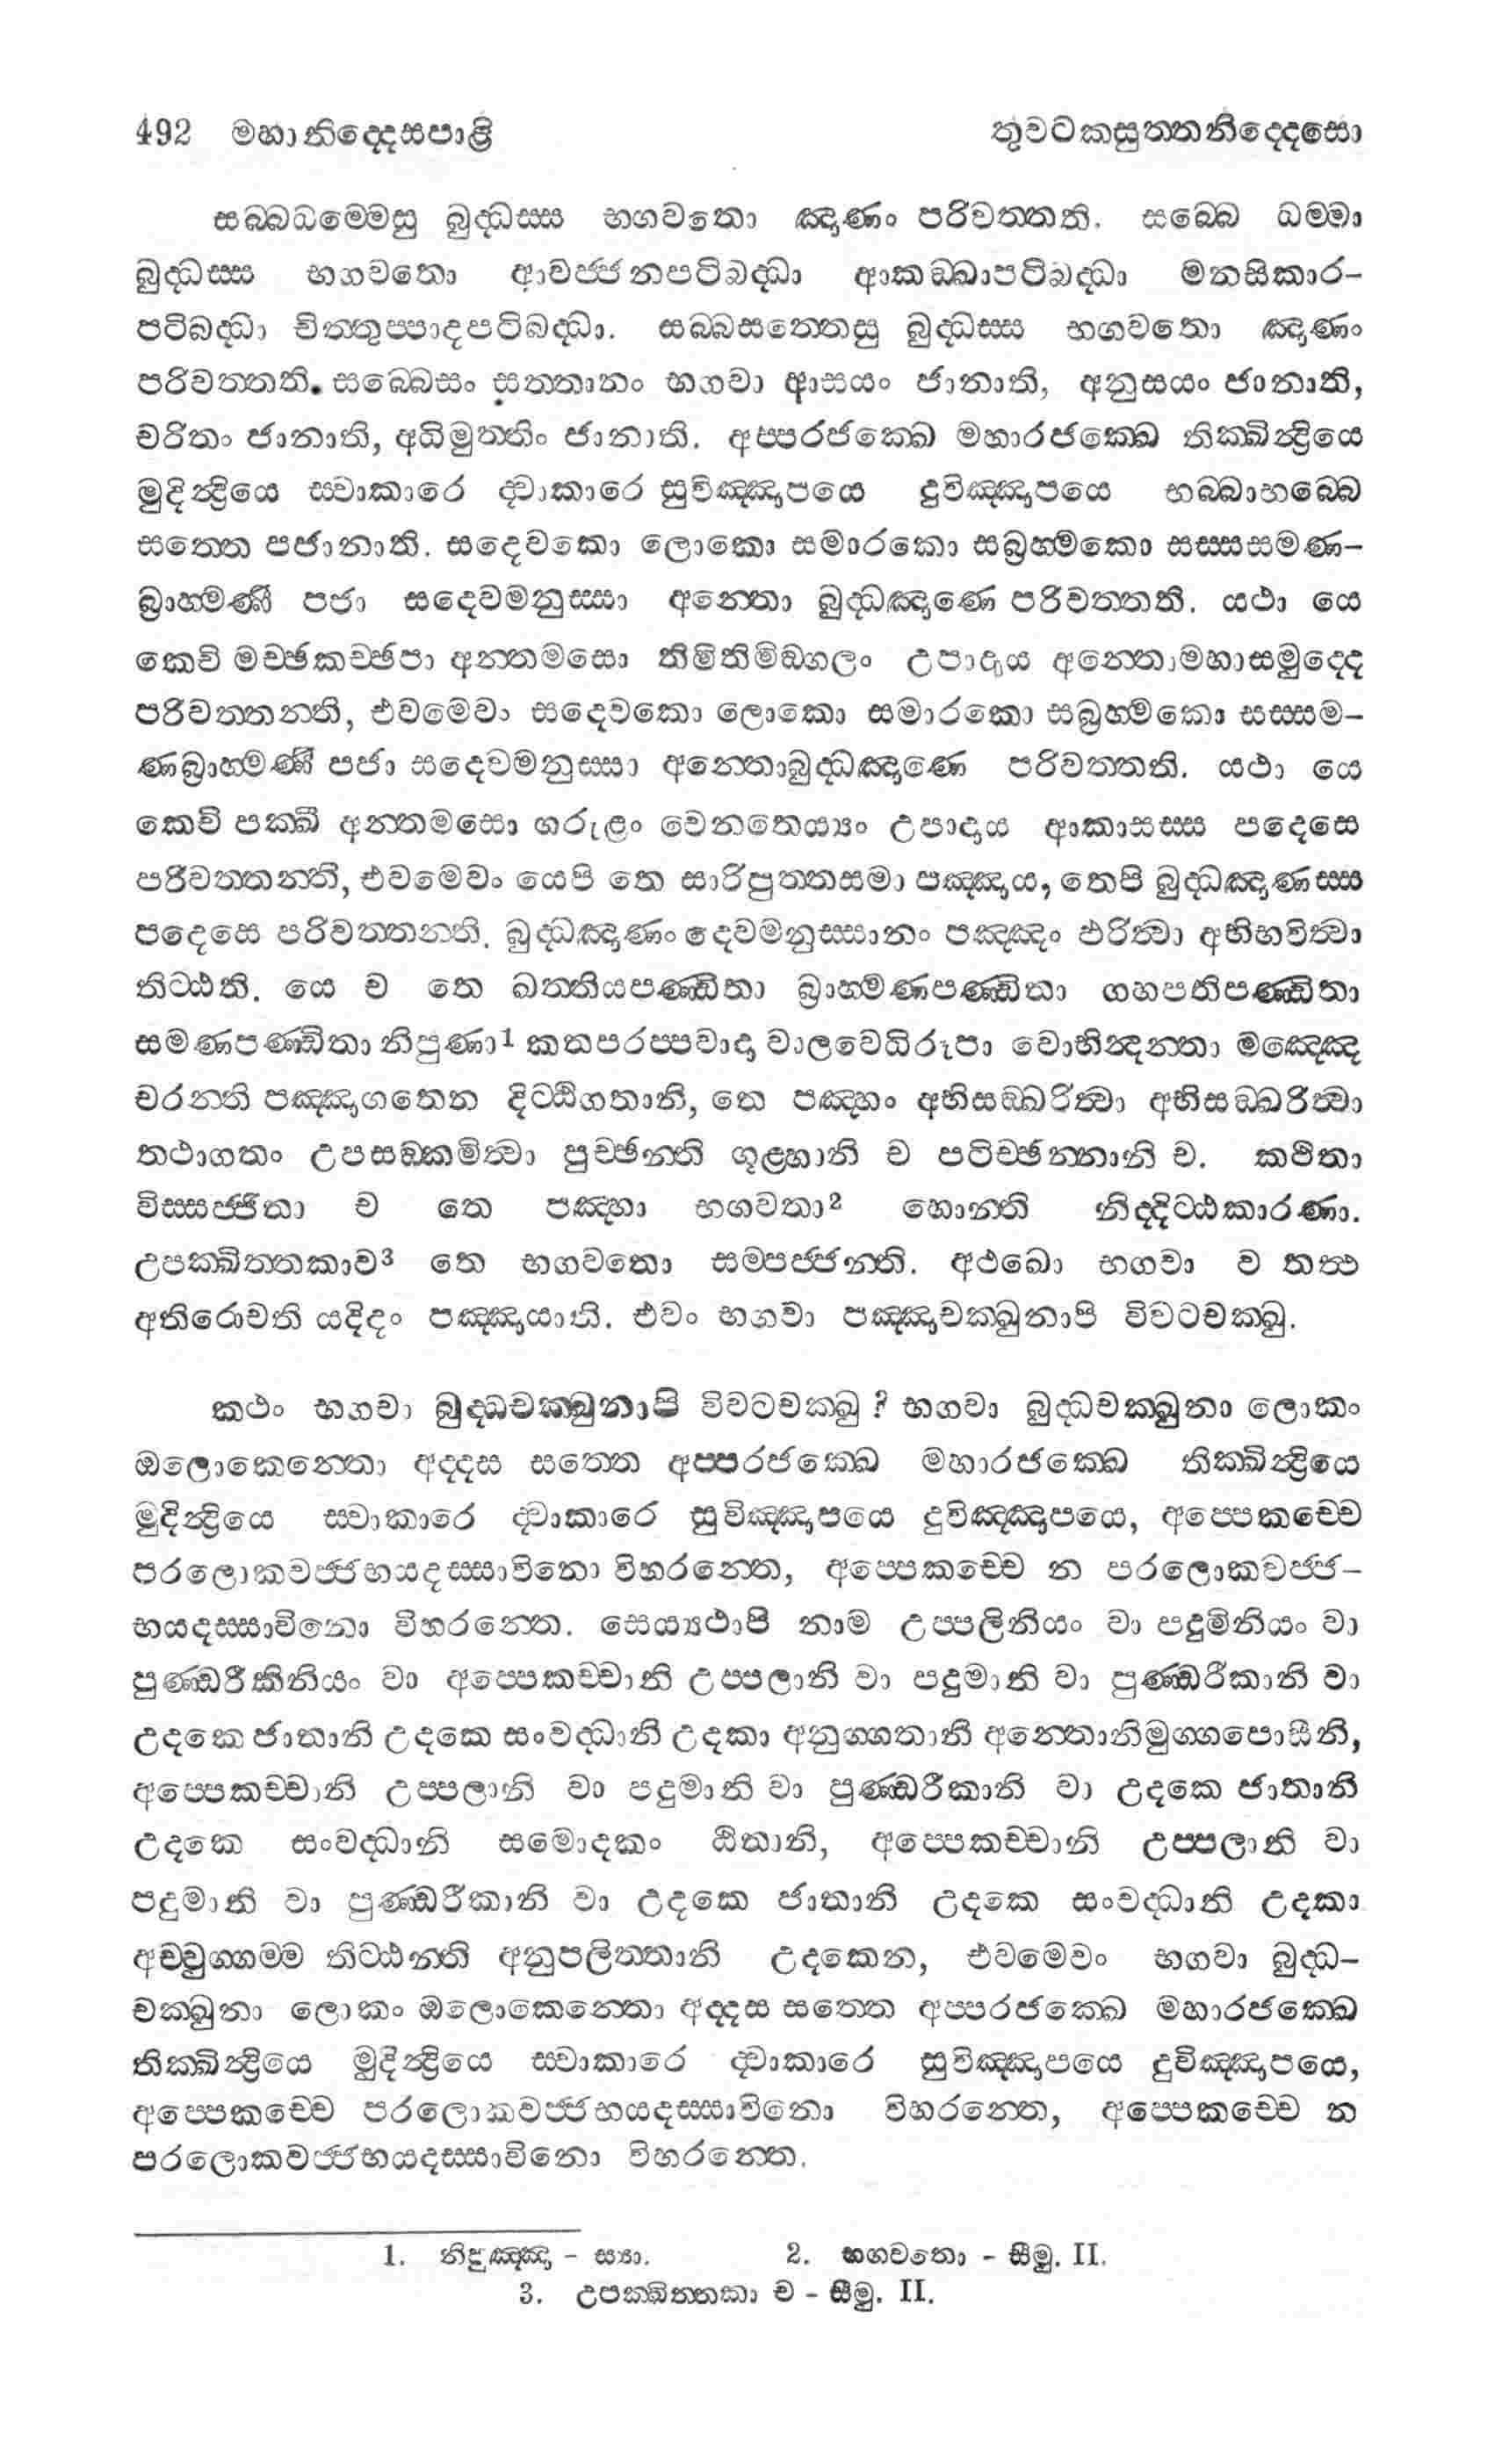 492 මහානිද්දෙසපාළි තුවටකසුත්තනිද්දෙසො
සබ්බධම්මෙසු බුද්ධස්ස භගවතො ඤාණං පරිවත්තති. සබ්බෙ ධම්මා
බුද්ධස්ස භගවතො ආවජ්ජනපටිබද්ධා ආකඞ්ඛාපටිබද්ධා මනසිකාර-
පටිබද්ධා චිත්තුප්පාදපටිබද්ධා. සබ්බසත්තෙසු බුද්ධස්ස භගවතො ඤාණං
පරිවත්තති. සබ්බෙසං සත්තානං භගවා ආසයං ජානාති, අනුසයං ජානාති,
චරිතං ජානාති, අධිමුත්තිං ජානාති. අප්පරජක්ඛෙ මහාරජක්ඛෙ තික්ඛින්ද්‍රියෙ
මුදින්ද්‍රියෙ ස්වාකාරෙ ද්වාකාරෙ සුවිඤ්ඤාපයෙ දුවිඤ්ඤාපයෙ භබ්බාභබ්බෙ
සත්තෙ පජානාති. සදෙවකො ලොකො සමාරකො සබ්‍රහ්මකො සස්සසමණ-
බ්‍රාහ්මණී පජා සදෙවමනුස්සා අන්තො බුද්ධඤාණෙ පරිවත්තති. යථා යෙ
කෙචි මච්ඡකච්ඡපා අන්තමසො තිමිතිමිඞ්ගලං උපාදාය අන්තොමහාසමුද්දෙ
පරිවත්තන්ති, එවමෙවං සදෙවකො ලොකො සමාරකො සබ්‍රහ්මකො සස්සම-
ණබ්‍රාහ්මණී පජා සදෙවමනුස්සා අන්තොබුද්ධඤාණෙ පරිවත්තති. යථා යෙ
කෙචි පක්ඛී අන්තමසො ගරුළං වෙනතෙය්‍යං උපාදාය ආකාසස්ස පදෙසෙ
පරිවත්තන්ති, එවමෙවං යෙපි තෙ සාරිපුත්තසමා පඤ්ඤාය, තෙපි බුද්ධඤාණස්ස
පදෙසෙ පරිවත්තන්ති. බුද්ධඤාණං දෙවමනුස්සානං පඤ්ඤං ඵරිත්වා අභිභවිත්වා
තිට්ඨති. යෙ ච තෙ ඛත්තියපණ්ඩිතා බ්‍රාහ්මණපණ්ඩිතා ගහපතිපණ්ඩිතා
සමණපණ්ඩිතා නිපුණා1 කතපරප්පවාදා වාලවෙධිරූපා වොභින්දන්තා මඤ්ඤෙ
චරන්ති පඤ්ඤාගතෙන දිට්ඨිගතානි, තෙ පඤ්හං අභිසඞ්ඛරිත්වා අභිසඞ්ඛරිත්වා
තථාගතං උපසඞ්කමිත්වා පුච්ඡන්ති ගූළ්හානි ච පටිච්ඡන්නානි ච. කථිතා
විස්සජ්ජිතා ච තෙ පඤ්හා භගවතා2 හොන්ති නිද්දිට්ඨකාරණා.
උපක්ඛිත්තකාව3 තෙ භගවතො සම්පජ්ජන්ති. අථඛො භගවා ව තත්ථ
අතිරොචති යදිදං පඤ්ඤායාති. එවං භගවා පඤ්ඤාචක්ඛුනාපි විවටචක්ඛු.
කථං භගවා බුද්ධචක්ඛුනාපි විවටචක්ඛු? භගවා බුද්ධචක්ඛුනා ලොකං
ඔලොකෙන්තො අද්දස සත්තෙ අප්පරජක්ඛෙ මහාරජක්ඛෙ තික්ඛින්ද්‍රියෙ
මුදින්ද්‍රියෙ ස්වාකාරෙ ද්වාකාරෙ සුවිඤ්ඤාපයෙ දුවිඤ්ඤාපයෙ, අප්පෙකච්චෙ
පරලොකවජ්ජභයදස්සාවිනො විහරන්තෙ, අප්පෙකච්චෙ න පරලොකවජ්ජ-
භයදස්සාවිනො විහරන්තෙ. සෙය්‍යථාපි නාම උප්පලිනියං වා පදුමිනියං වා
පුණ්ඩරීකිනියං වා අප්පෙකච්චානි උප්පලානි වා පදුමානි වා පුණ්ඩරීකානි වා
උදකෙ ජාතානි උදකෙ සංවද්ධානි උදකා අනුග්ගතානි අන්තොනිමුග්ගපොසීනි,
අප්පෙකච්චානි උප්පලානි වා පදුමානි වා පුණ්ඩරීකානි වා උදකෙ ජාතානි
උදකෙ සංවද්ධානි සමොදකං ඨිතානි, අප්පෙකච්චානි උප්පලානි වා
පදුමානි වා පුණ්ඩරීකානි වා උදකෙ ජාතානි උදකෙ සංවද්ධානි උදකා
අච්චුග්ගම්ම තිට්ඨන්ති අනුපලිත්තානි උදකෙන, එවමෙවං භගවා බුද්ධ-
චක්ඛුනා ලොකං ඔලොකෙන්තො අද්දස සත්තෙ අප්පරජක්ඛෙ මහාරජක්ඛෙ
තික්ඛින්ද්‍රියෙ මුදින්ද්‍රියෙ ස්වාකාරෙ ද්වාකාරෙ සුවිඤ්ඤාපයෙ දුවිඤ්ඤාපයෙ,
අප්පෙකච්චෙ පරලොකවජ්ජභයදස්සාවිනො විහරන්තෙ, අප්පෙකච්චෙ න
පරලොකවජ්ජභයදස්සාවිනො විහරන්තෙ.
1. නිපුඤ්ඤා - ස්‍යා. 2. භගවතො - සීමු. II.
3. උපක්ඛිත්තකා ච - සීමු. II.